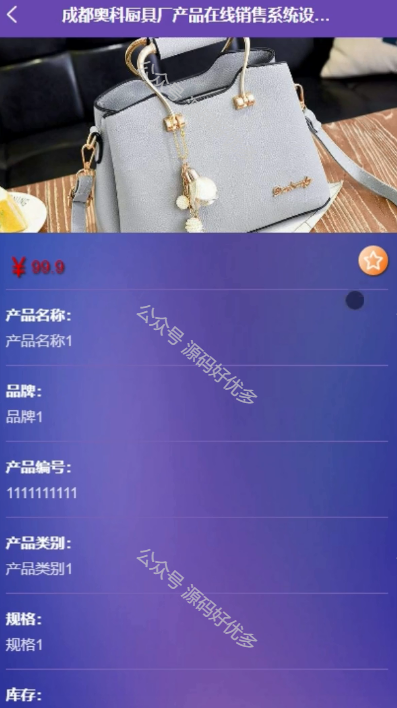 成都奥科厨具厂产品在线销售系统设...
￥99.9
产品名称:
产品名称1
公众号 源码好优多
品牌:
品牌1
产品编号:
1111111111
产品类别:
产品类别1
公众号 源码好优多
规格:
规格1
库存: